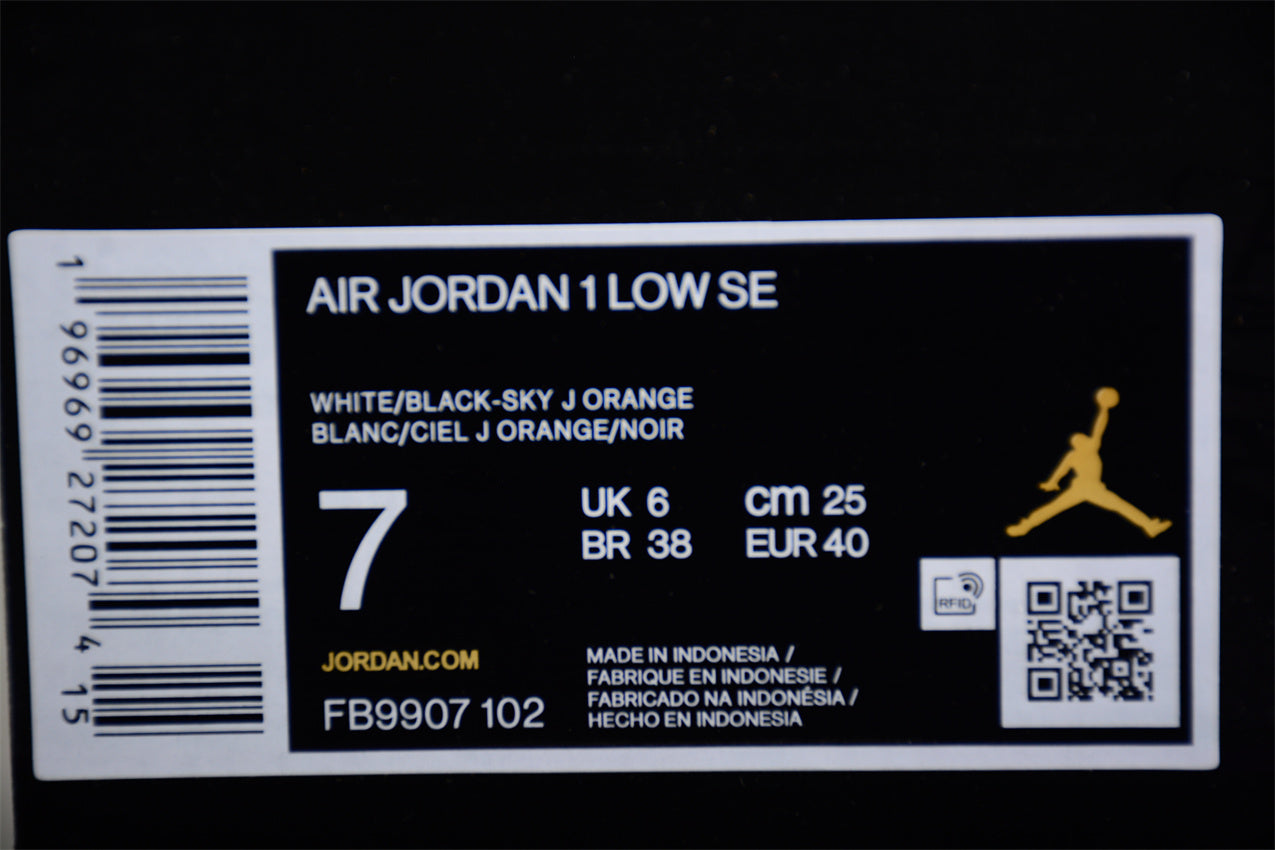 AIR JORDAN 1 LOW SE
WHITE/BLACK-SKY J ORANGE
BLANC/CIEL J ORANGE/NOIR
7
UK 6 cm 25
BR 38 EUR 40
RFID
JORDAN.COM
FB9907 102
MADE IN INDONESIA /
FABRIQUE EN INDONESIE /
FABRICADO NA INDONÉSIA /
HECHO EN INDONESIA
1 96969 27207 4 15